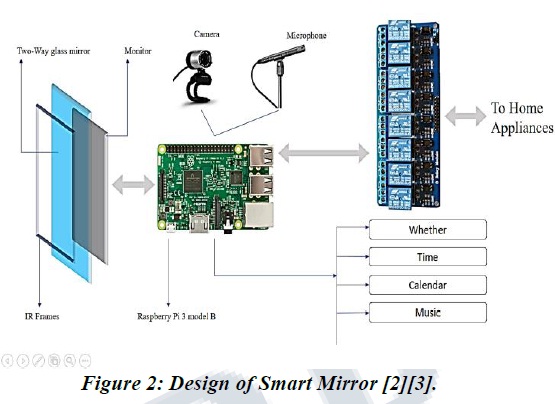 Camera
Microphone
Two-Way glass mirror
Monitor
To Home
Appliances
Whether
Time
Calendar
Music
IR Frames
Raspberry Pi 3 model B
Figure 2: Design of Smart Mirror [2][3].